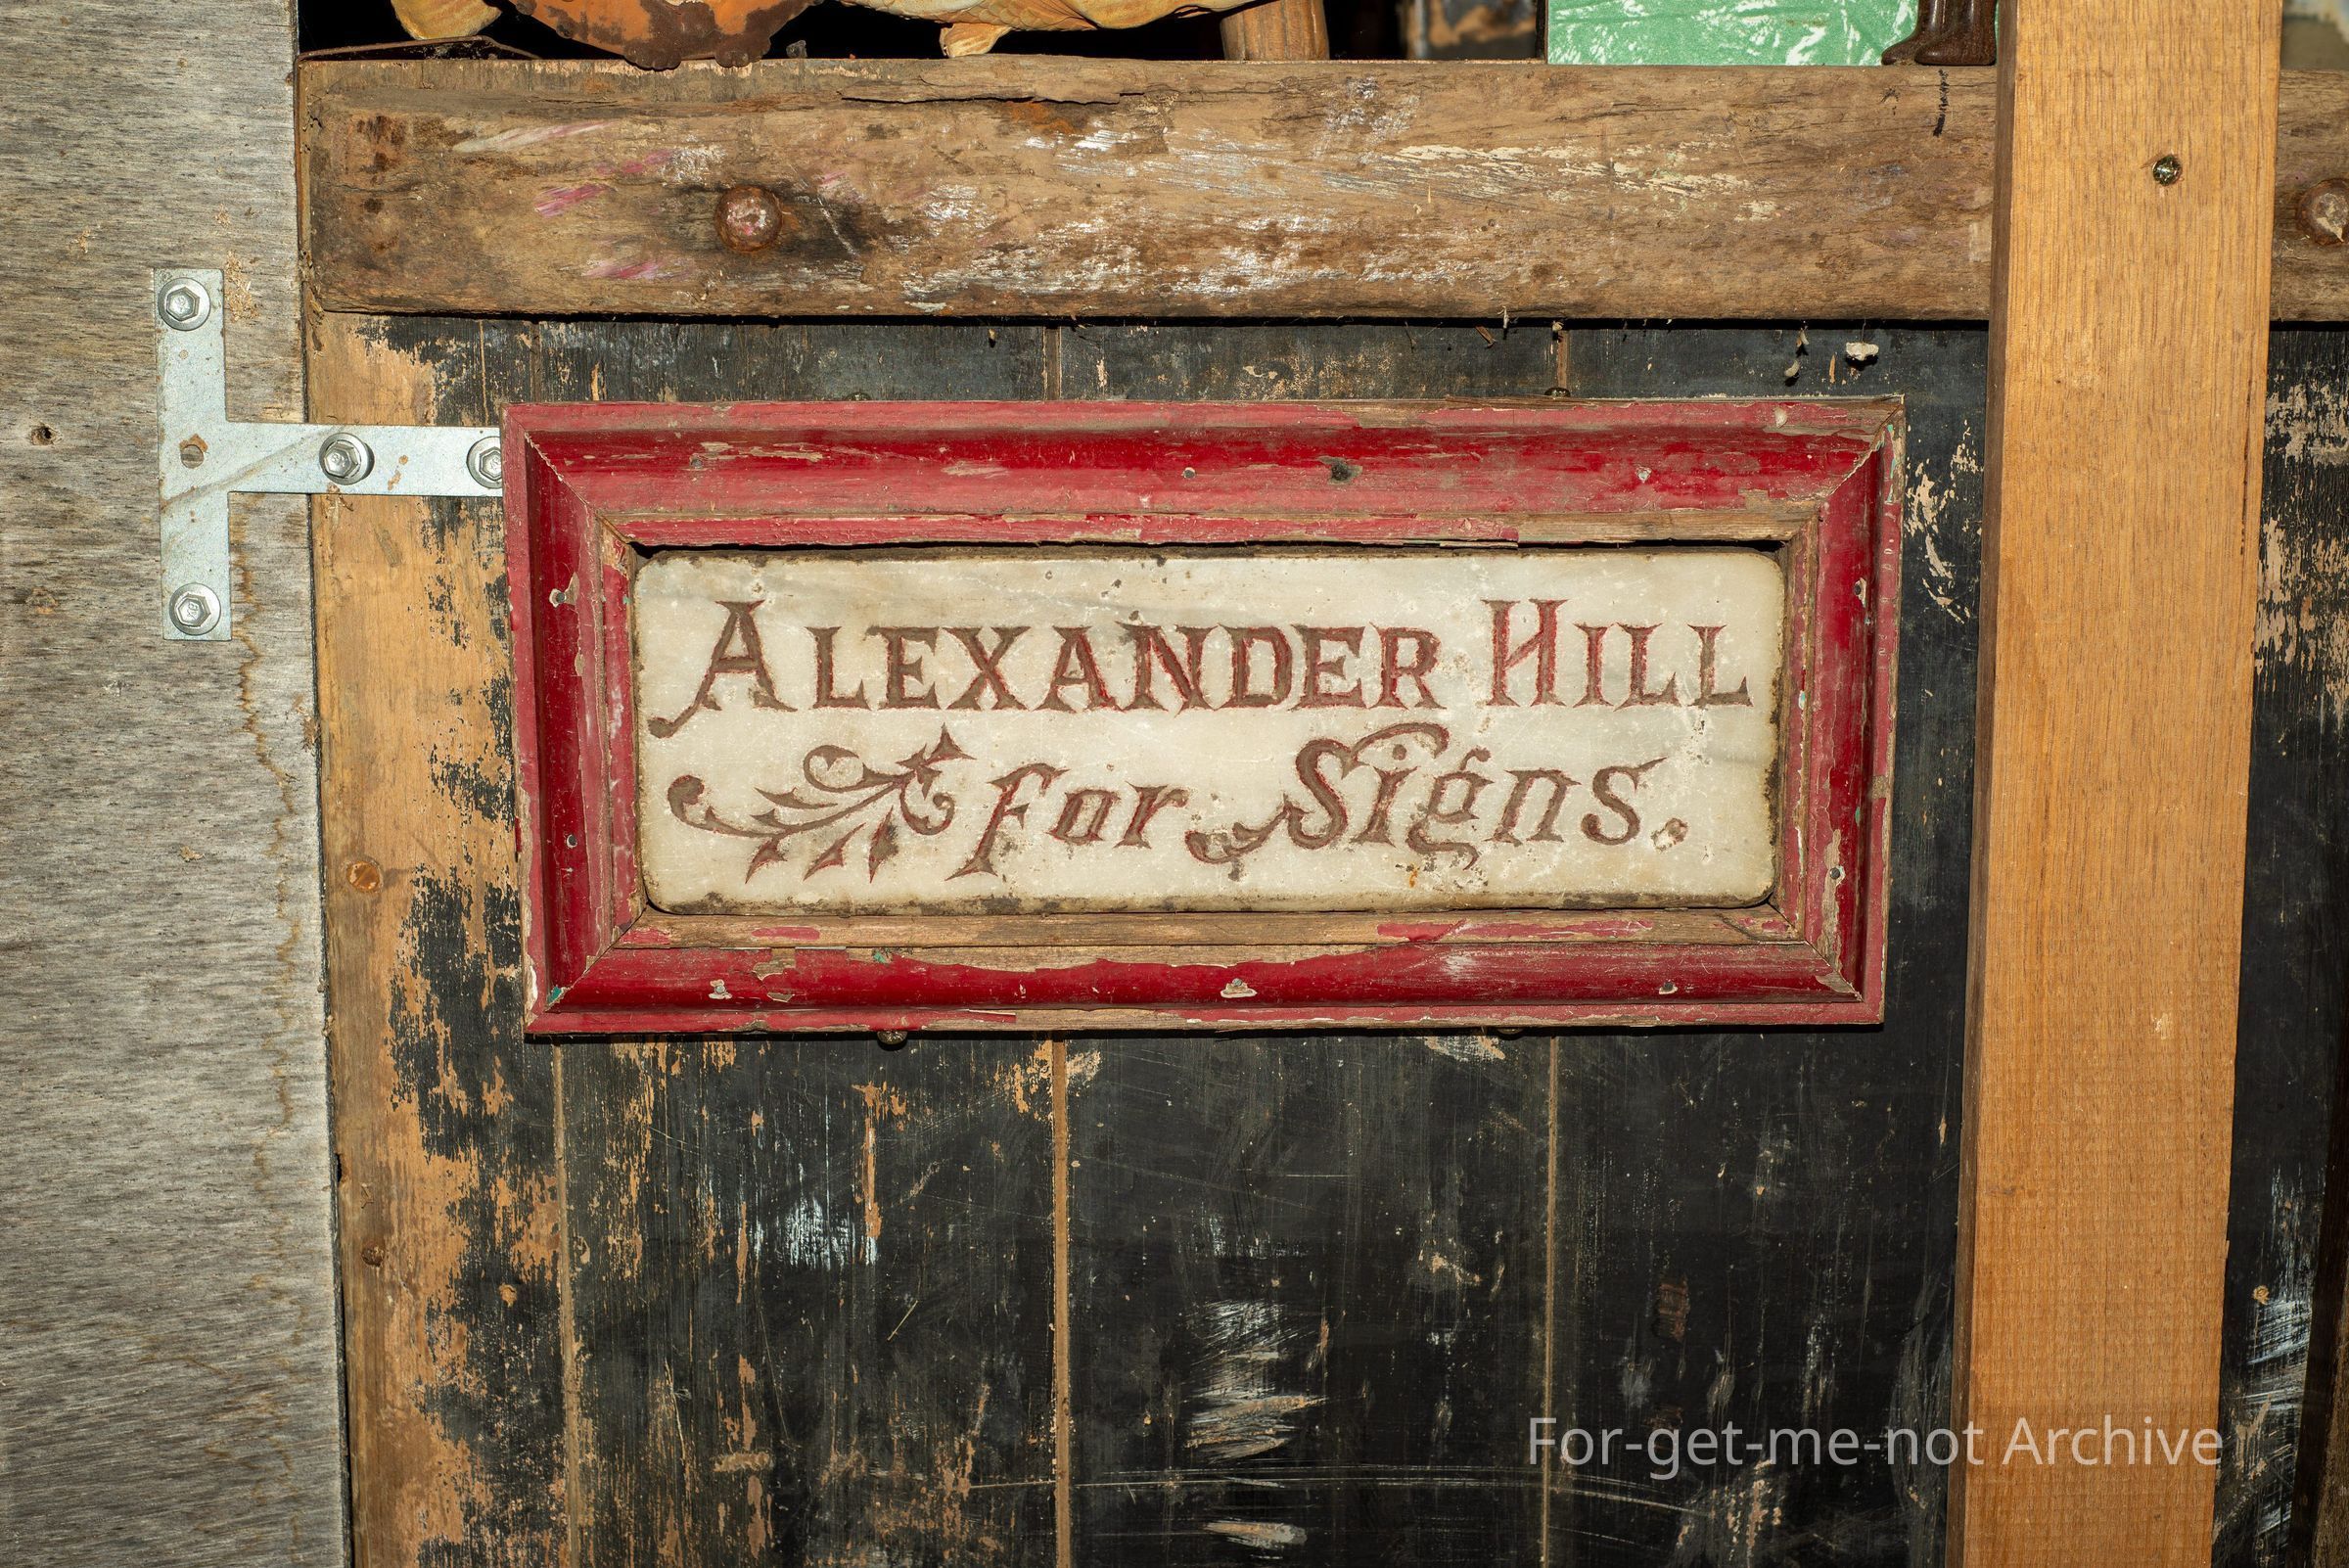 ALEXANDER HILL
for Signs.
For-get-me-not Archive